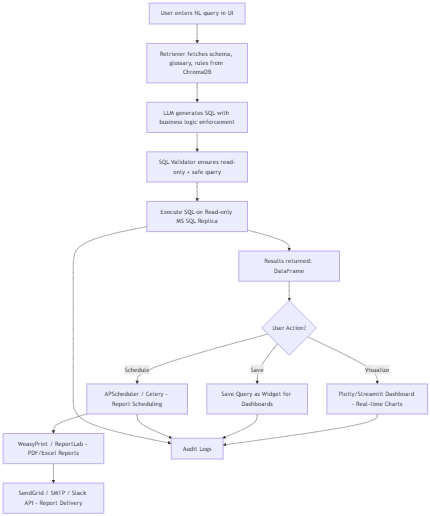 User enters NL query in UI
Retriever fetches schema,
glossary, rules from
ChromaDB
LLM generates SQL with
business logic enforcement
SQL Validator ensures read-
only + safe query
Execute SQL on Read-only
MS SQL Replica
Results returned:
DataFrame
User Action?
Schedule
Save
Visualize
APScheduler / Celery -
Report Scheduling
Save Query as Widget for
Dashboards
Plotly/Streamlit Dashboard
- Real-time Charts
WeasyPrint / ReportLab -
PDF/Excel Reports
Audit Logs
SendGrid / SMTP / Slack
API - Report Delivery